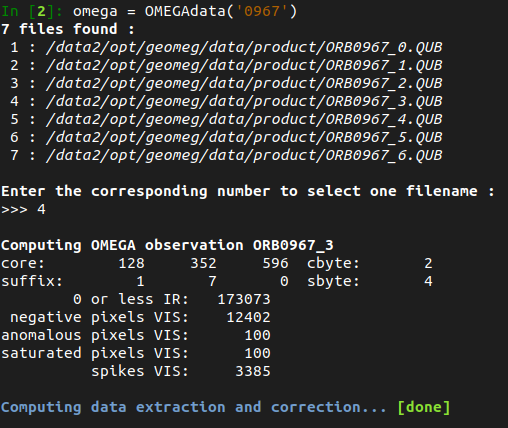 In [2]: omega = OMEGAdata('0967')
7 files found :
1 : /data2/opt/geomeg/data/product/ORB0967_0.QUB
2 : /data2/opt/geomeg/data/product/ORB0967_1.QUB
3 : /data2/opt/geomeg/data/product/ORB0967_2.QUB
4 : /data2/opt/geomeg/data/product/ORB0967_3.QUB
5 : /data2/opt/geomeg/data/product/ORB0967_4.QUB
6 : /data2/opt/geomeg/data/product/ORB0967_5.QUB
7 : /data2/opt/geomeg/data/product/ORB0967_6.QUB
Enter the corresponding number to select one filename :
>>> 4
Computing OMEGA observation ORB0967_3
core: 128 352 596 cbyte: 2
suffix: 1 7 0 sbyte: 4
0 or less IR: 173073
negative pixels VIS: 12402
anomalous pixels VIS: 100
saturated pixels VIS: 100
spikes VIS: 3385
Computing data extraction and correction... [done]